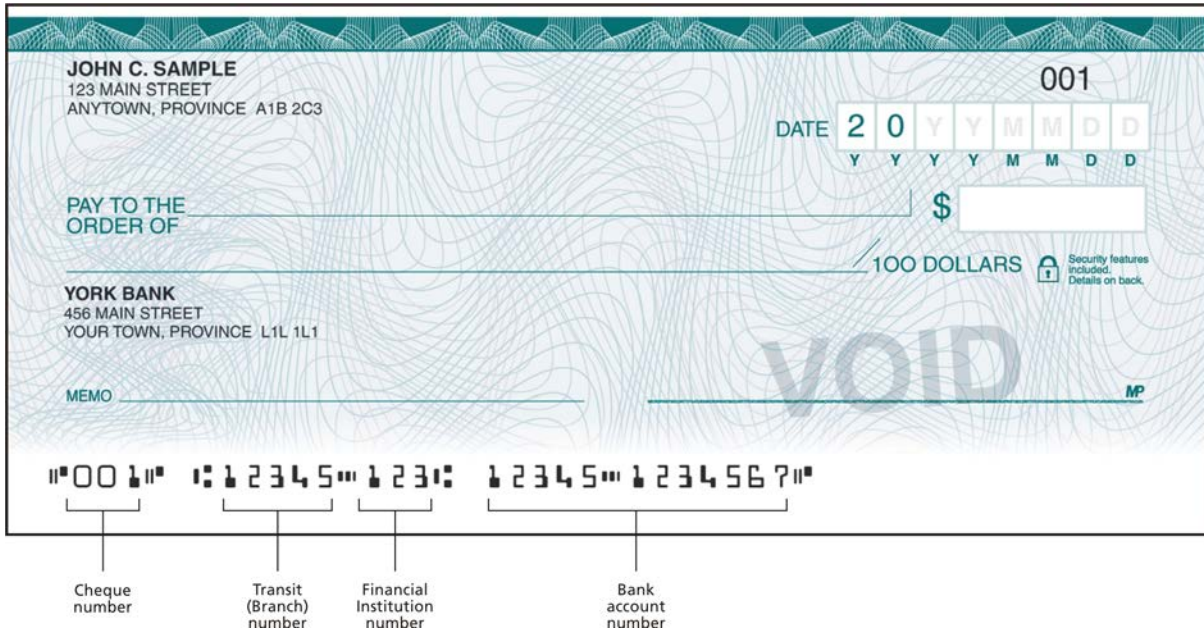 JOHN C. SAMPLE
123 MAIN STREET
ANYTOWN, PROVINCE A1B 2C3
001
DATE 2 0 Y Y M M D D
Y Y Y Y M M D D
PAY TO THE
ORDER OF
$
100 DOLLARS
Security features
included.
Details on back.
YORK BANK
456 MAIN STREET
YOUR TOWN, PROVINCE L1L 1L1
VOID
MEMO
MP
⑈001⑈ ⑆12345⑉123⑆ 12345⑉1234567⑈
Cheque
number
Transit
(Branch)
number
Financial
Institution
number
Bank
account
number